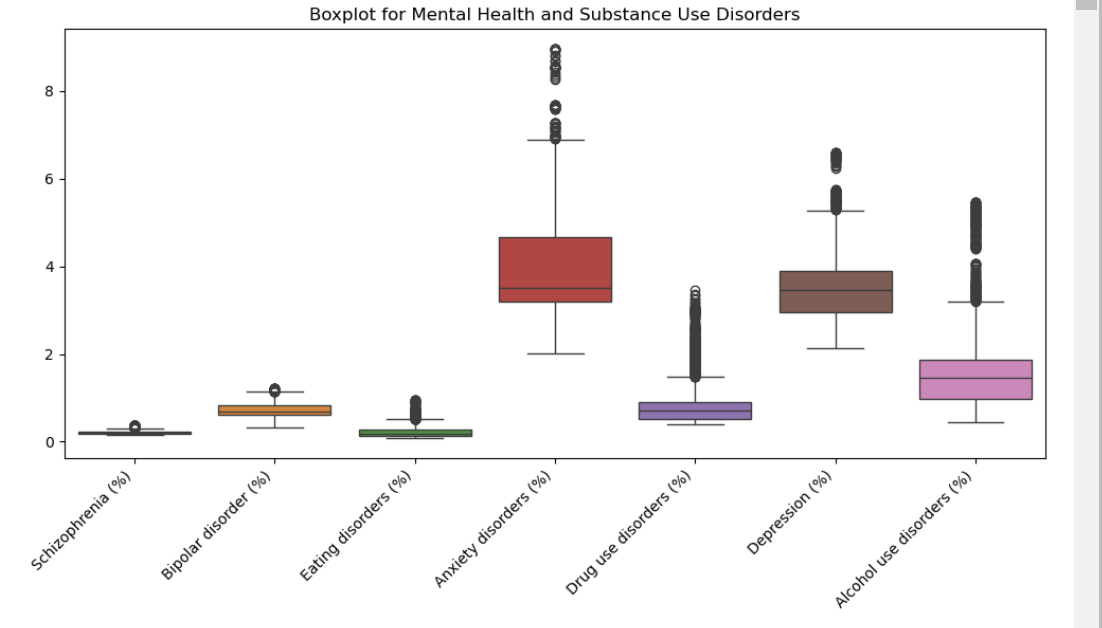 Boxplot for Mental Health and Substance Use Disorders
8
6
4
2
0
Schizophrenia (%)
Bipolar disorder (%)
Eating disorders (%)
Anxiety disorders (%)
Drug use disorders (%)
Depression (%)
Alcohol use disorders (%)